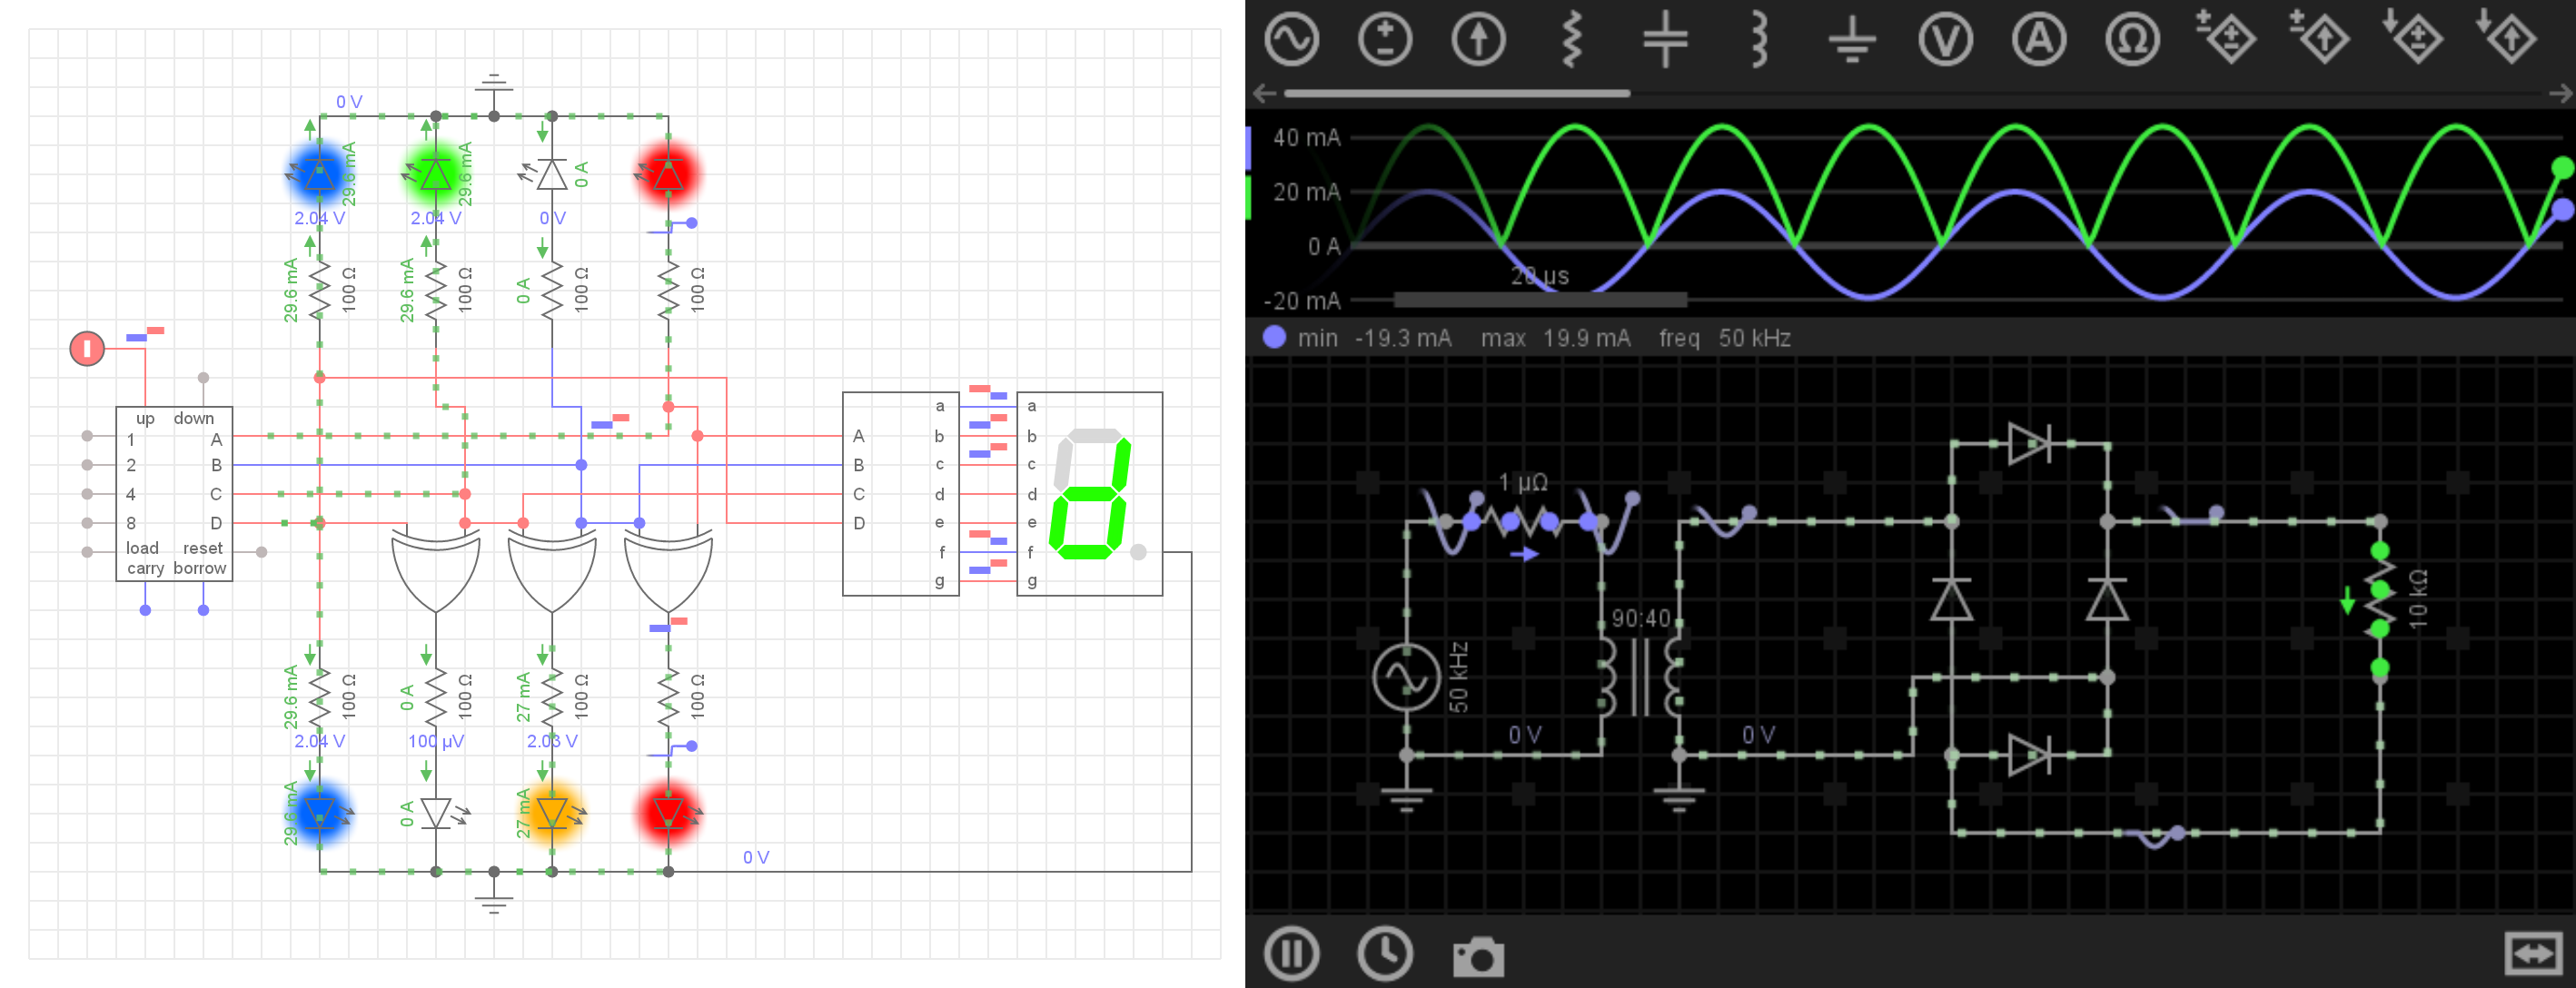 0 V
29.6 mA
29.6 mA
0 A
2.04 V
2.04 V
0 V
29.6 mA
100 Ω
29.6 mA
100 Ω
0 A
100 Ω
100 Ω
up down
1 A
2 B
4 C
8 D
load reset
carry borrow
A
B
C
D
a
b
c
d
e
f
g
a
b
c
d
e
f
g
29.6 mA
100 Ω
0 A
100 Ω
27 mA
100 Ω
100 Ω
2.04 V
100 µV
2.03 V
29.6 mA
0 A
27 mA
0 V
V
A
Ω
40 mA
20 mA
0 A
-20 mA
20 µs
min -19.3 mA max 19.9 mA freq 50 kHz
1 µΩ
90:40
50 kHz
0 V
0 V
10 kΩ